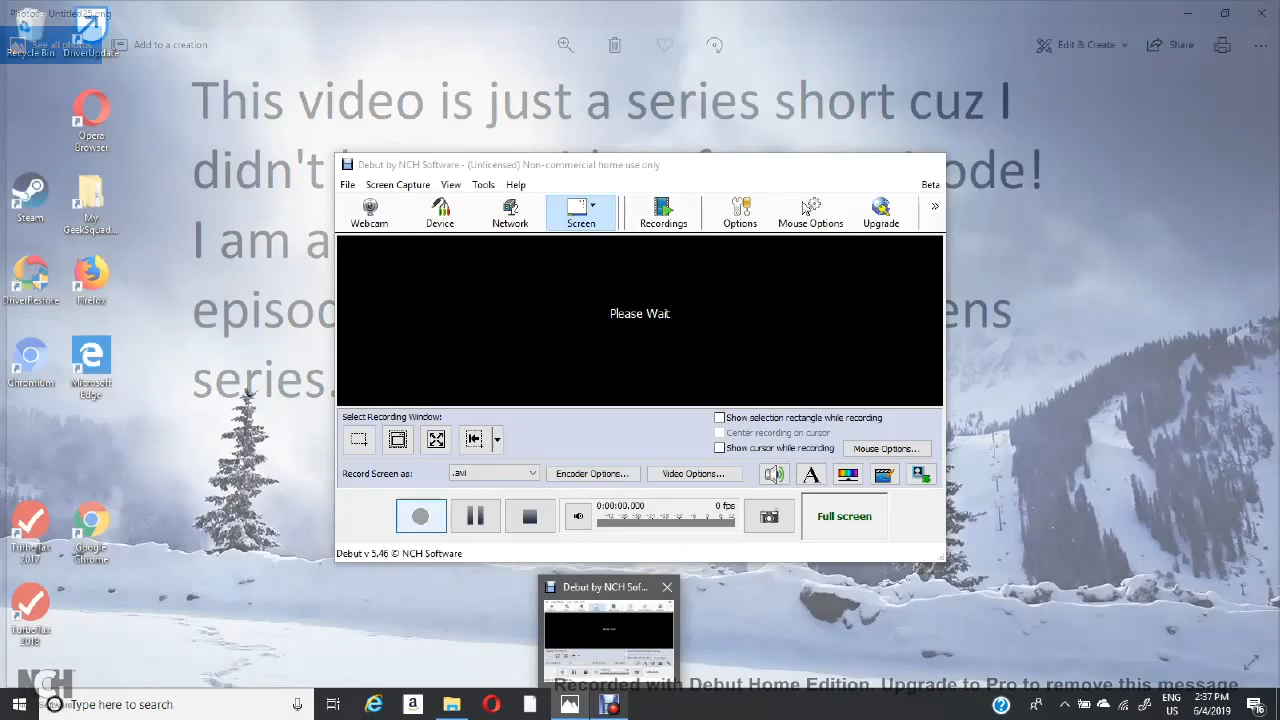 Photos - Untitled25.png
See all photos
Add to a creation
Edit & Create
Share
Recycle Bin
DriverUpdate
This video is just a series short cuz I
didn't
ode!
I am a
episod
ens
series.
Opera
Browser
Steam
My
GeekSquad...
DriverRestore
Firefox
Chromium
Microsoft
Edge
TurboTax
2017
Google
Chrome
TurboTax
2018
Debut by NCH Software - (Unlicensed) Non-commercial home use only
File Screen Capture View Tools Help Beta
Webcam Device Network Screen Recordings Options Mouse Options Upgrade »
Please Wait
Select Recording Window:
Show selection rectangle while recording
Center recording on cursor
Show cursor while recording
Mouse Options...
Record Screen as: .avi Encoder Options... Video Options...
0:00:00.000 0 fps
Full screen
Debut v 5.46 © NCH Software
Debut by NCH Sof...
NCH
Recorded with Debut Home Edition. Upgrade to Pro to remove this message
Type here to search
ENG
US
2:37 PM
6/4/2019
16